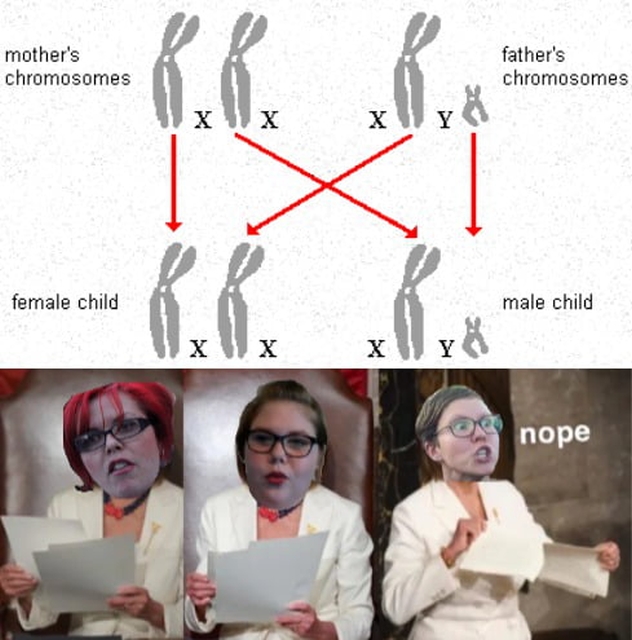 mother's
chromosomes
father's
chromosomes
X
X
X
Y
female child
male child
X
X
X
Y
nope